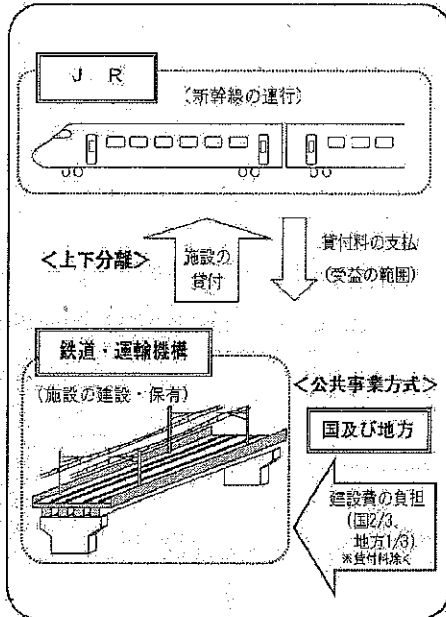 JR
(新幹線の運行)
<上下分離>
施設の
貸付
貸付料の支払
(受益の範囲)
鉄道・運輸機構
(施設の建設・保有)
<公共事業方式>
国及び地方
建設費の負担
(国2/3、
地方1/3)
※貸付料除く